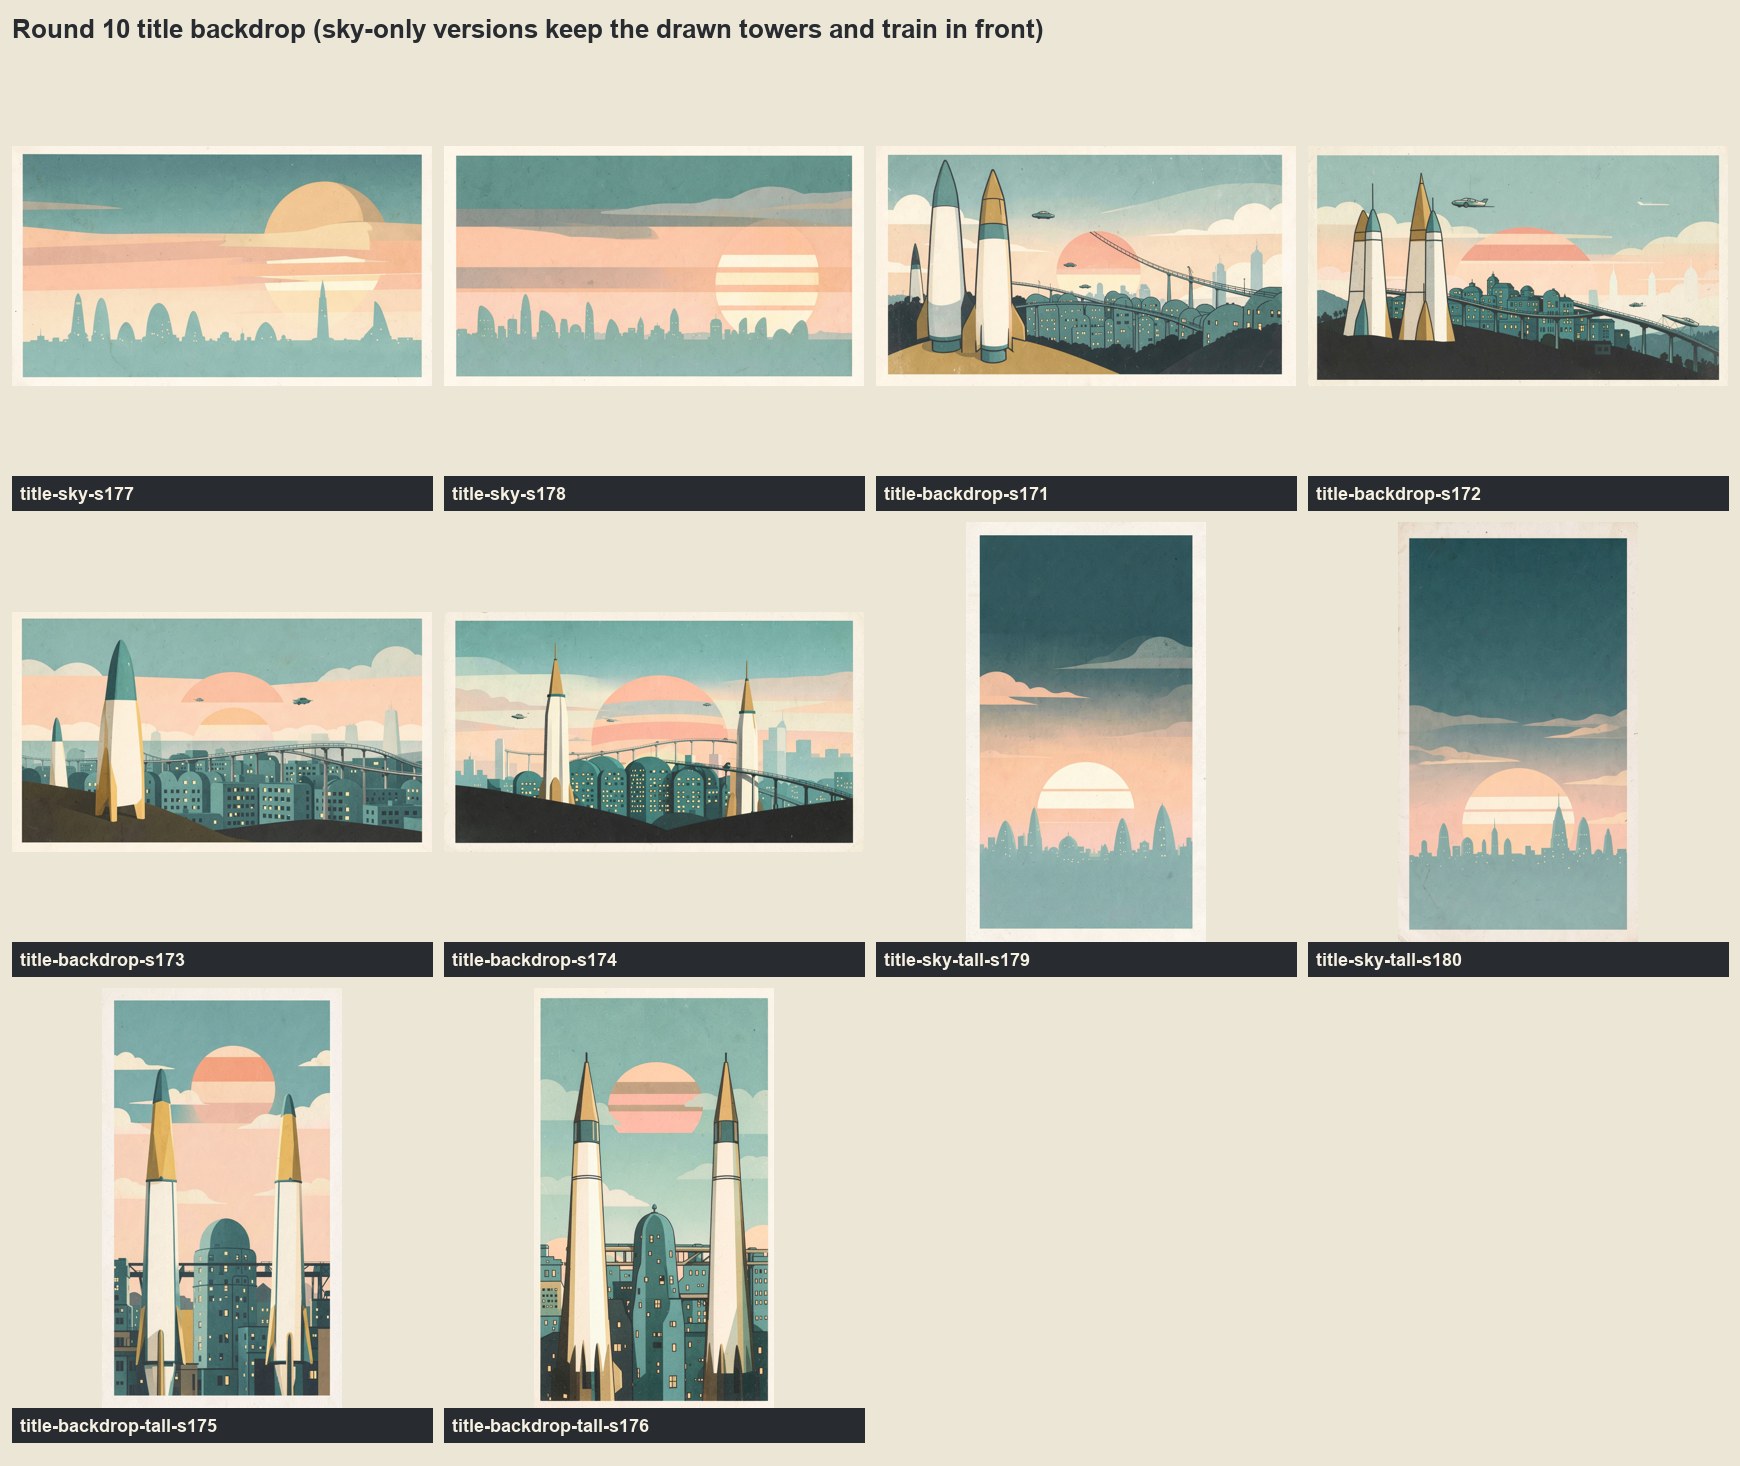 Round 10 title backdrop (sky-only versions keep the drawn towers and train in front)
title-sky-s177
title-sky-s178
title-backdrop-s171
title-backdrop-s172
title-backdrop-s173
title-backdrop-s174
title-sky-tall-s179
title-sky-tall-s180
title-backdrop-tall-s175
title-backdrop-tall-s176